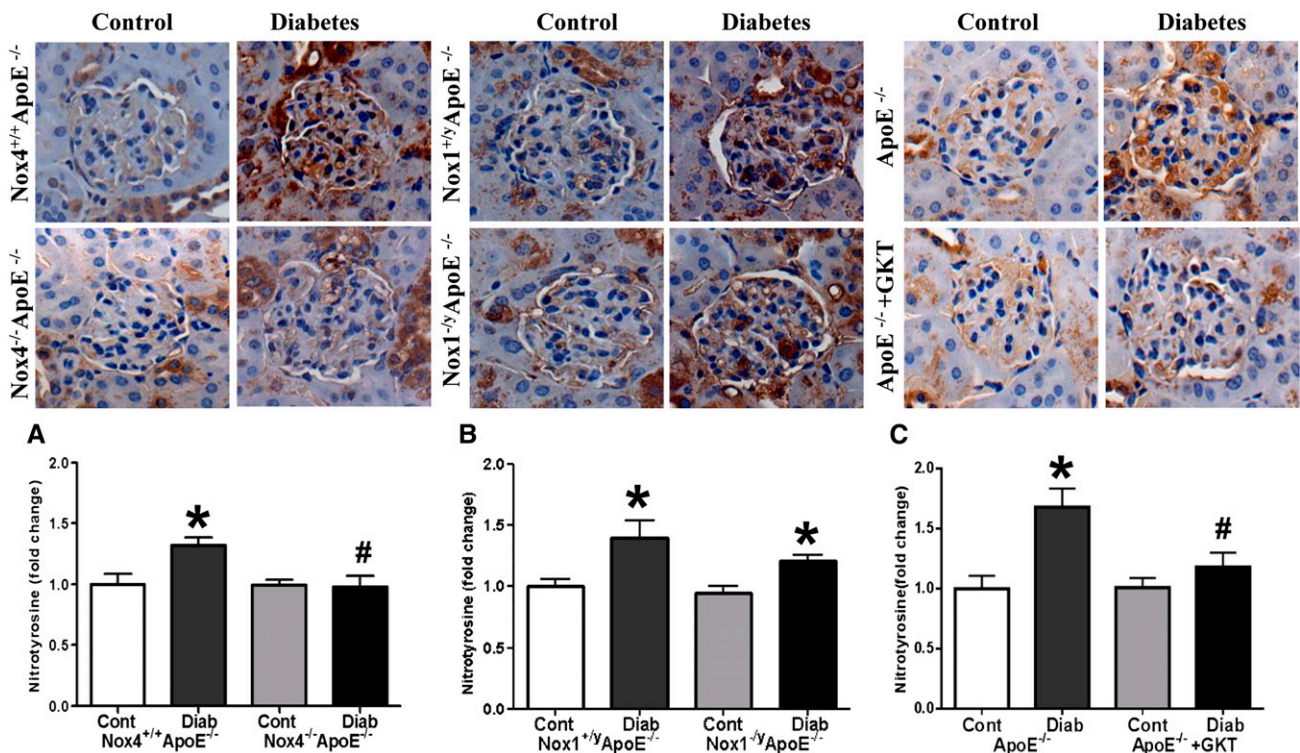 Control Diabetes Control Diabetes Control Diabetes
Nox4+/+ApoE -/-
Nox1+/yApoE -/-
ApoE -/-
Nox4-/-ApoE -/-
Nox1-/yApoE -/-
ApoE -/-+GKT
A
Nitrotyrosine (fold change)
2.0
1.5
1.0
0.5
0.0
*
#
Cont Diab Cont Diab
Nox4+/+ApoE-/- Nox4-/-ApoE-/-
B
Nitrotyrosine (fold change)
2.0
1.5
1.0
0.5
0.0
*
*
Cont Diab Cont Diab
Nox1+/yApoE-/- Nox1-/yApoE-/-
C
Nitrotyrosine(fold change)
2.0
1.5
1.0
0.5
0.0
*
#
Cont Diab Cont Diab
ApoE-/- ApoE-/-+GKT